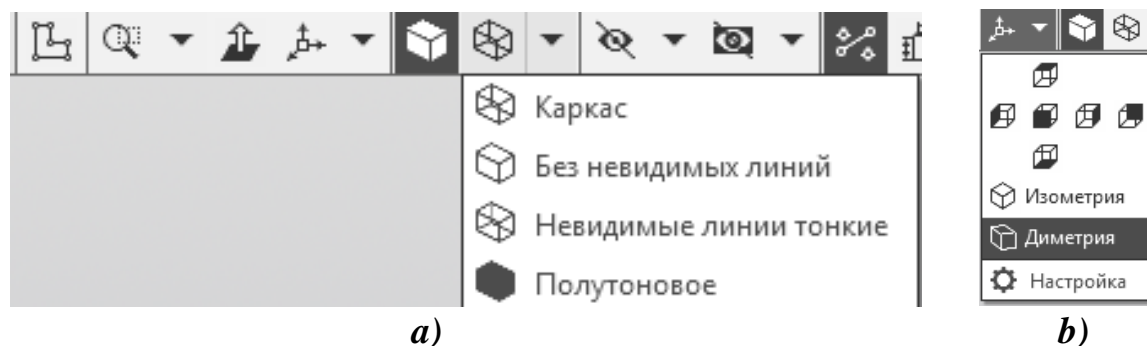 Каркас
Без невидимых линий
Невидимые линии тонкие
Полутоновое
a)
Изометрия
Диметрия
Настройка
b)